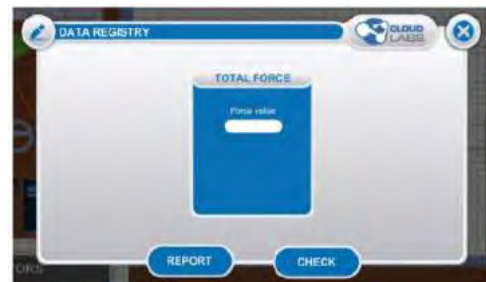 DATA REGISTRY
CLOUD
LABS
TOTAL FORCE
Force value
REPORT
CHECK